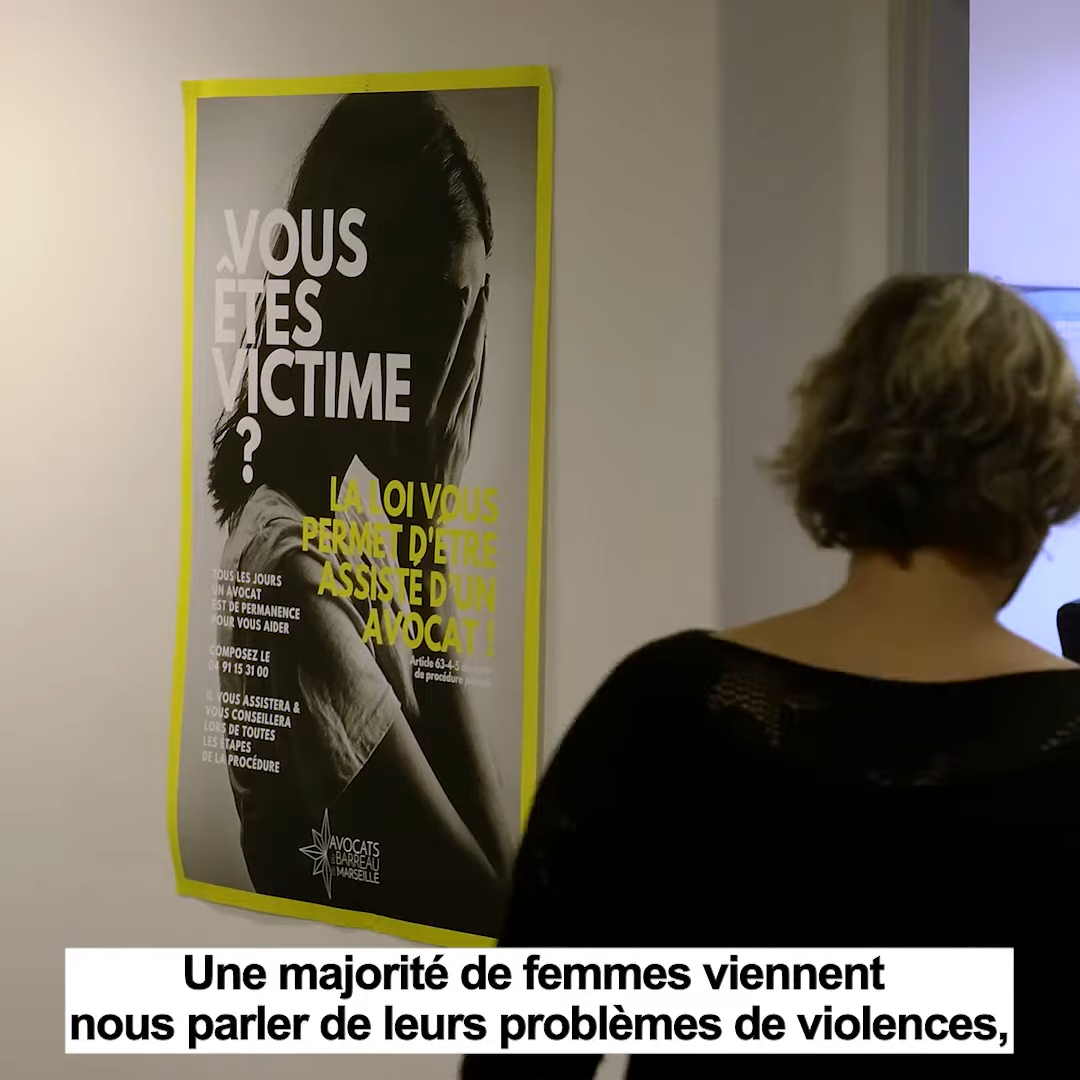 VOUS
ÊTES
VICTIME
?
LA LOI VOUS
PERMET D'ÊTRE
ASSISTÉ D'UN
AVOCAT !
Article 63-4-5
de procédure
TOUS LES JOURS
UN AVOCAT
EST DE PERMANENCE
POUR VOUS AIDER
COMPOSEZ LE
04 91 15 31 00
IL VOUS ASSISTERA &
VOUS CONSEILLERA
LORS DE TOUTES
LES ÉTAPES
DE LA PROCÉDURE
AVOCATS
BARREAU
MARSEILLE
Une majorité de femmes viennent
nous parler de leurs problèmes de violences,